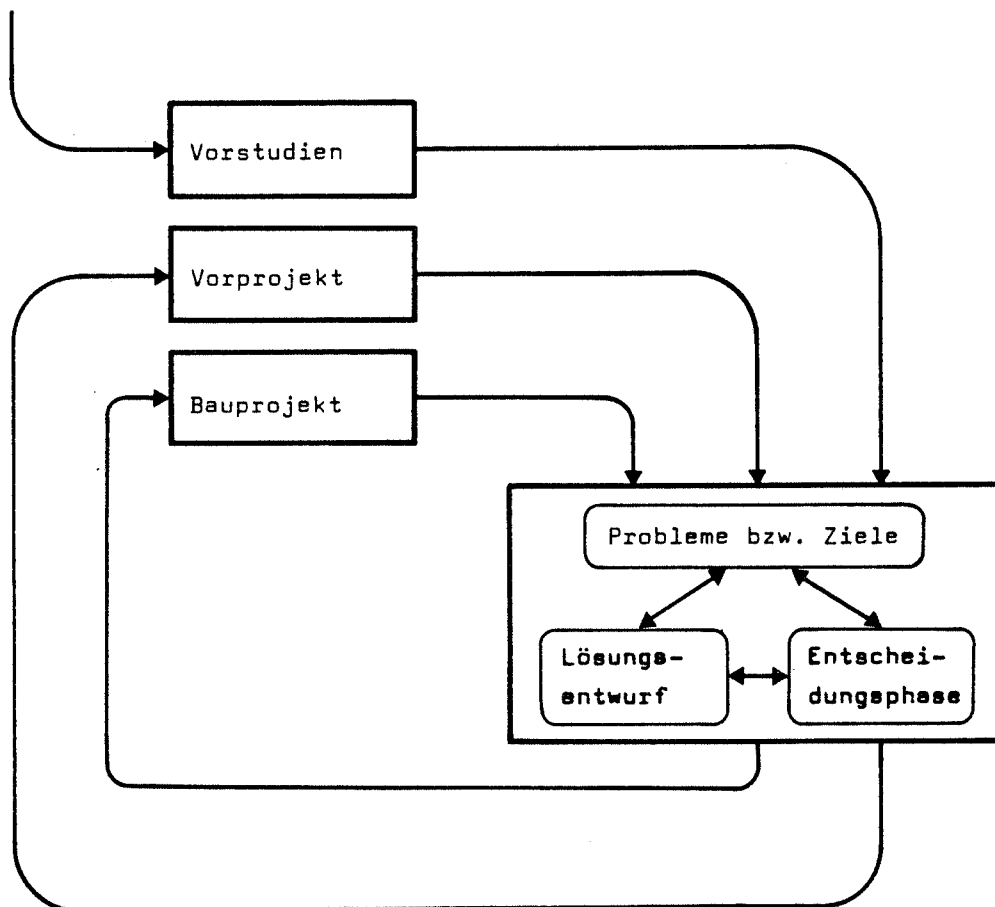 Vorstudien
Vorprojekt
Bauprojekt
Probleme bzw. Ziele
Lösungs-
entwurf
Entschei-
dungsphase